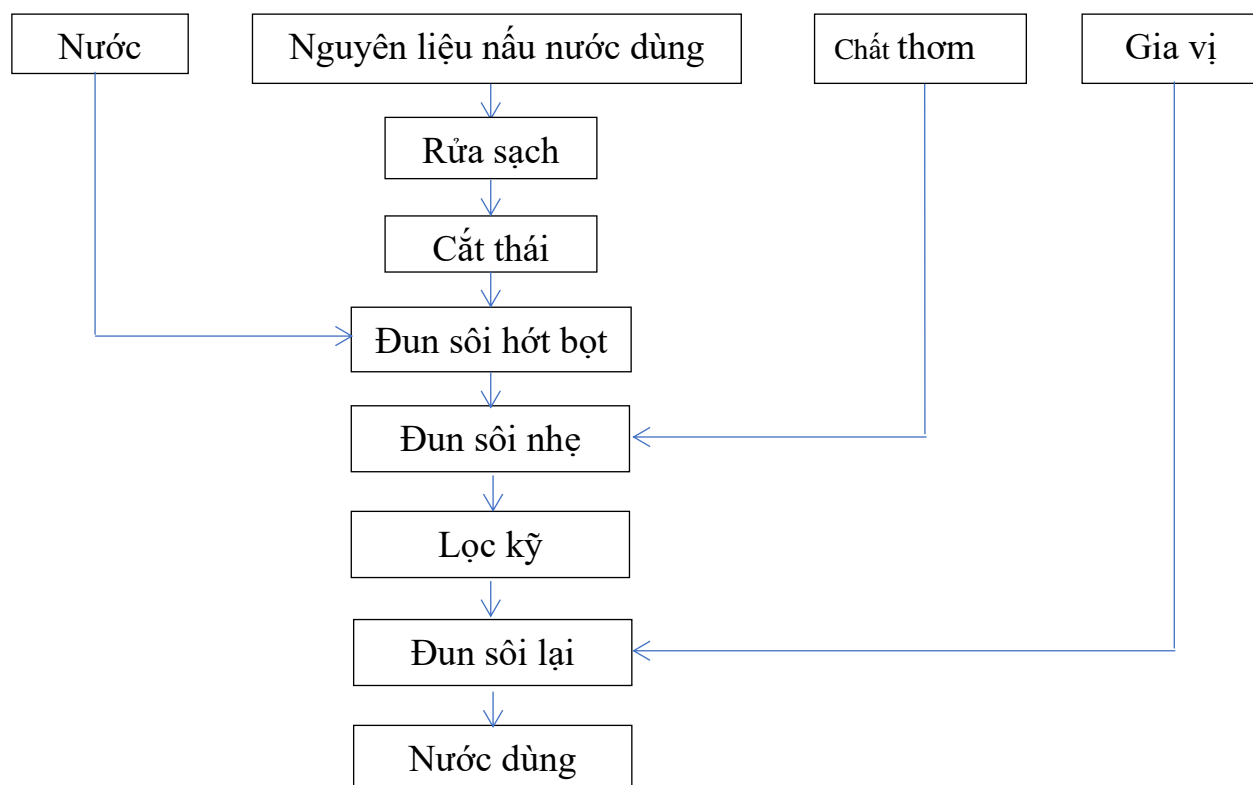 Nước
Nguyên liệu nấu nước dùng
Chất thơm
Gia vị
Rửa sạch
Cắt thái
Đun sôi hớt bọt
Đun sôi nhẹ
Lọc kỹ
Đun sôi lại
Nước dùng